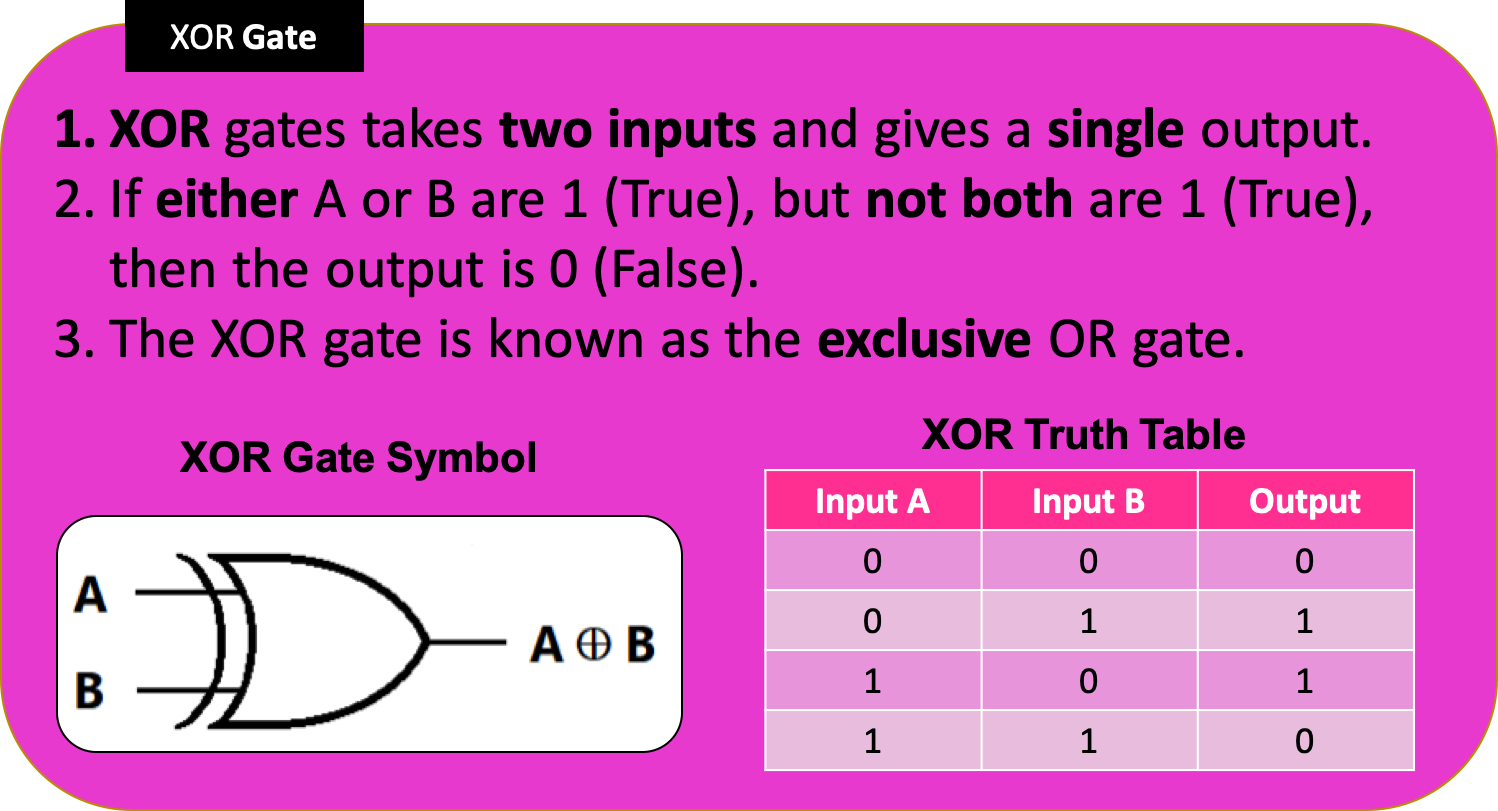 XOR Gate
1. XOR gates takes two inputs and gives a single output.
2. If either A or B are 1 (True), but not both are 1 (True),
then the output is 0 (False).
3. The XOR gate is known as the exclusive OR gate.
XOR Gate Symbol
A
B
A ⊕ B
XOR Truth Table
Input A Input B Output
0 0 0
0 1 1
1 0 1
1 1 0